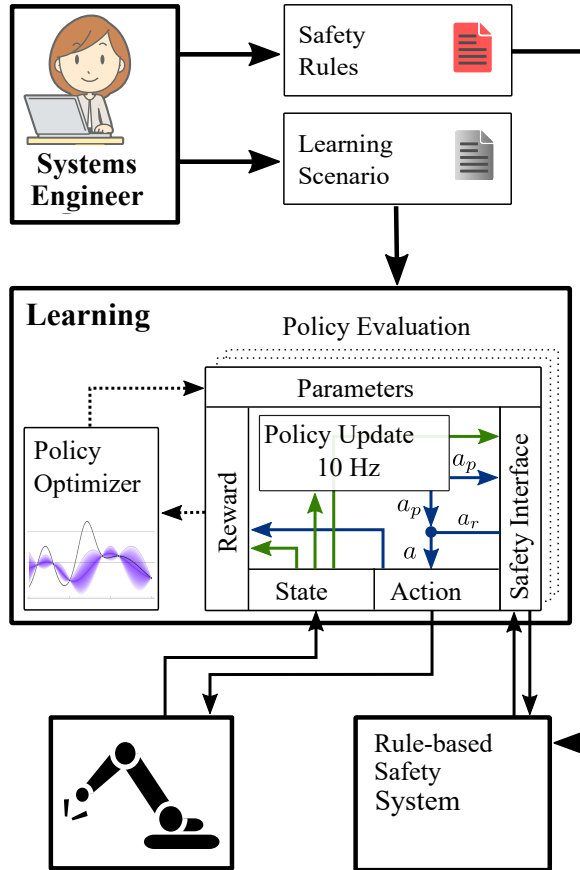 Safety
Rules
Systems
Engineer
Learning
Scenario
Learning
Policy Evaluation
Parameters
Policy
Optimizer
Reward
Policy Update
10 Hz
a_p
a_p
a_r
a
Safety Interface
State
Action
Rule-based
Safety
System